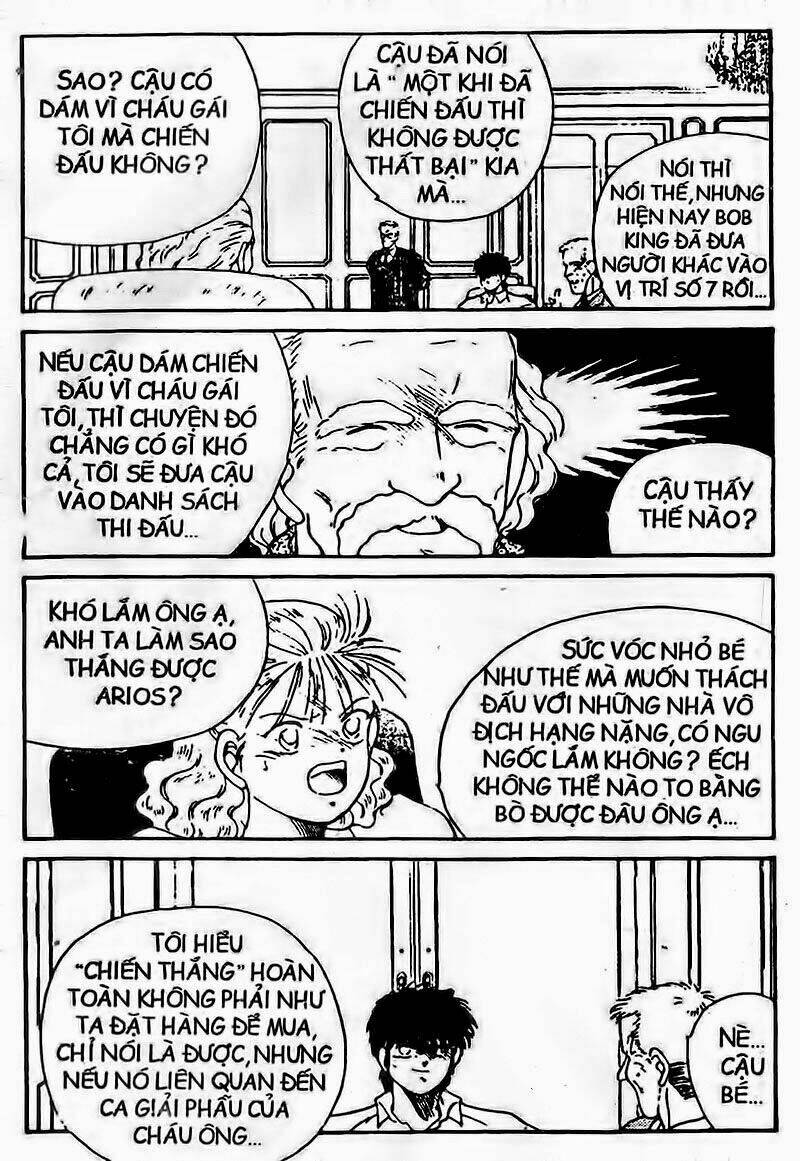 SAO? CẬU CÓ
DÁM VÌ CHÁU GÁI
TÔI MÀ CHIẾN
ĐẤU KHÔNG?
CẬU ĐÃ NÓI
LÀ " MỘT KHI ĐÃ
CHIẾN ĐẤU THÌ
KHÔNG ĐƯỢC
THẤT BẠI" KIA
MÀ...
NÓI THÌ
NÓI THẾ, NHƯNG
HIỆN NAY BOB
KING ĐÃ ĐƯA
NGƯỜI KHÁC VÀO
VỊ TRÍ SỐ 7 RỒI...
NẾU CẬU DÁM CHIẾN
ĐẤU VÌ CHÁU GÁI
TÔI, THÌ CHUYỆN ĐÓ
CHẲNG CÓ GÌ KHÓ
CẢ, TÔI SẼ ĐƯA CẬU
VÀO DANH SÁCH
THI ĐẤU...
CẬU THẤY
THẾ NÀO?
KHÓ LẮM ÔNG Ạ,
ANH TA LÀM SAO
THẮNG ĐƯỢC
ARIOS?
SỨC VÓC NHỎ BÉ
NHƯ THẾ MÀ MUỐN THÁCH
ĐẤU VỚI NHỮNG NHÀ VÔ
ĐỊCH HẠNG NẶNG, CÓ NGU
NGỐC LẮM KHÔNG? ẾCH
KHÔNG THỂ NÀO TO BẰNG
BÒ ĐƯỢC ĐÂU ÔNG Ạ...
TÔI HIỂU
"CHIẾN THẮNG" HOÀN
TOÀN KHÔNG PHẢI NHƯ
TA ĐẶT HÀNG ĐỂ MUA,
CHỈ NÓI LÀ ĐƯỢC, NHƯNG
NẾU NÓ LIÊN QUAN ĐẾN
CA GIẢI PHẪU CỦA
CHÁU ÔNG...
NÈ...
CẬU
BÉ...